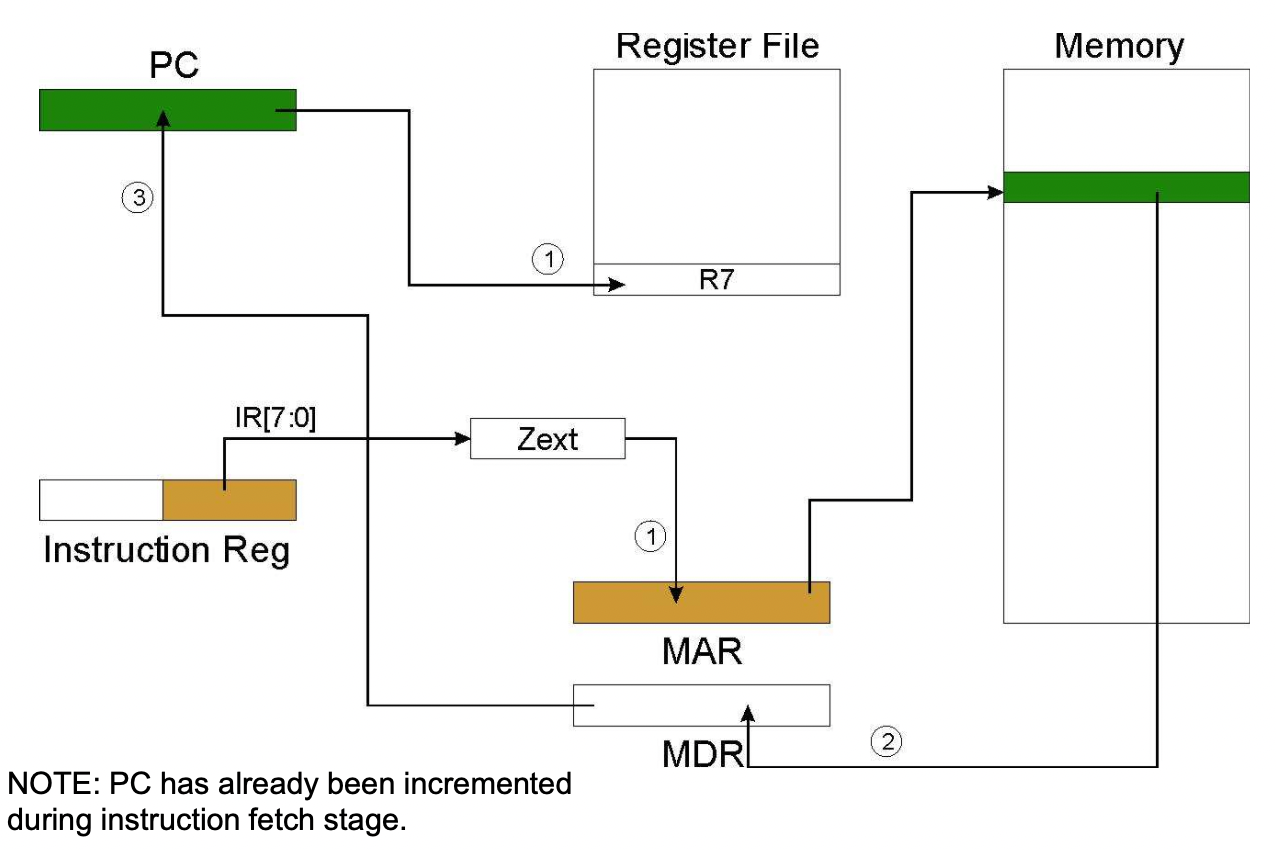 Register File
Memory
PC
③
①
R7
IR[7:0]
Zext
Instruction Reg
①
MAR
MDR
②
NOTE: PC has already been incremented
during instruction fetch stage.